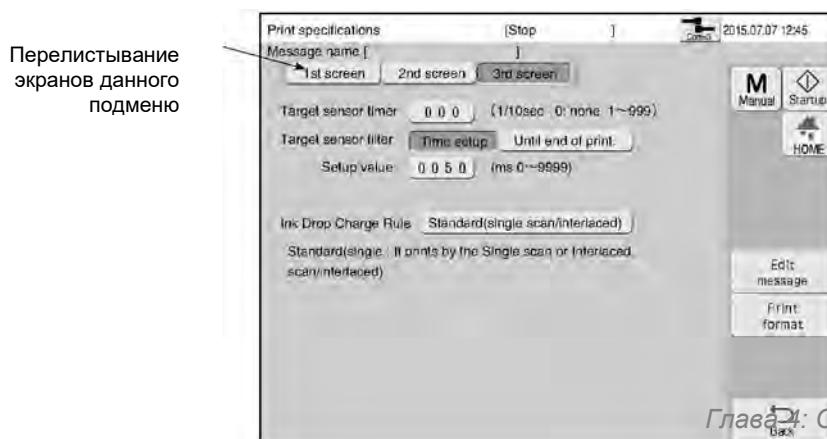 Print specifications [Stop ] Control 2015.07.07 12:45
Message name [ ]
Перелистывание
экранов данного
подменю
1st screen 2nd screen 3rd screen
M
Manual Startup
HOME
Target sensor timer 0 0 0 (1/10sec 0: none 1~999)
Target sensor filter Time setup Until end of print
Setup value 0 0 5 0 (ms 0~9999)
Ink Drop Charge Rule Standard(single scan/interlaced)
Standard(single : It prints by the Single scan or Interlaced.
scan/interlaced)
Edit
message
Print
format
Back
Глава 4: С